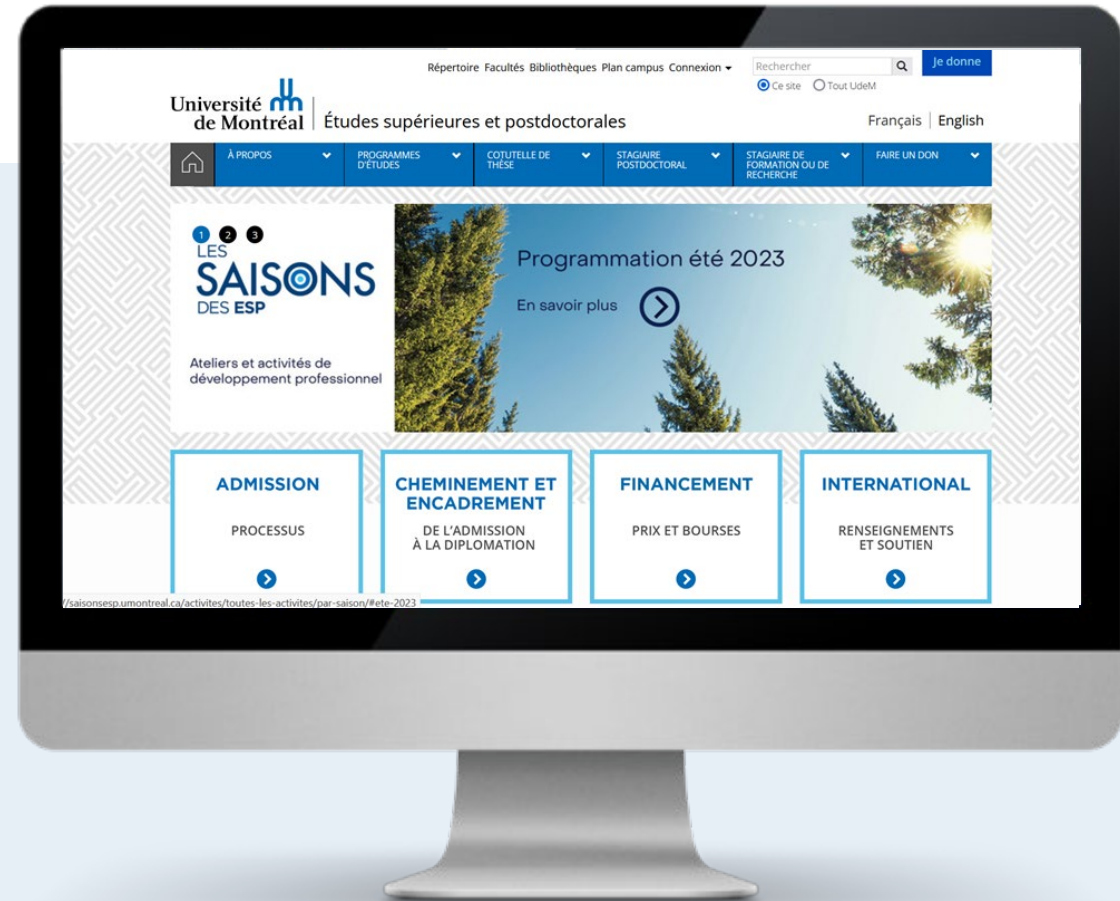 Répertoire Facultés Bibliothèques Plan campus Connexion
Rechercher
Je donne
Ce site Tout UdeM
Université
de Montréal
Études supérieures et postdoctorales
Français | English
À PROPOS
PROGRAMMES
D'ÉTUDES
COTUTELLE DE
THÈSE
STAGIAIRE
POSTDOCTORAL
STAGIAIRE DE
FORMATION OU DE
RECHERCHE
FAIRE UN DON
1 2 3
LES
SAISONS
DES ESP
Ateliers et activités de
développement professionnel
Programmation été 2023
En savoir plus
ADMISSION
PROCESSUS
CHEMINEMENT ET
ENCADREMENT
DE L'ADMISSION
À LA DIPLOMATION
FINANCEMENT
PRIX ET BOURSES
INTERNATIONAL
RENSEIGNEMENTS
ET SOUTIEN
//saisonsesp.umontreal.ca/activites/toutes-les-activites/par-saison/#ete-2023